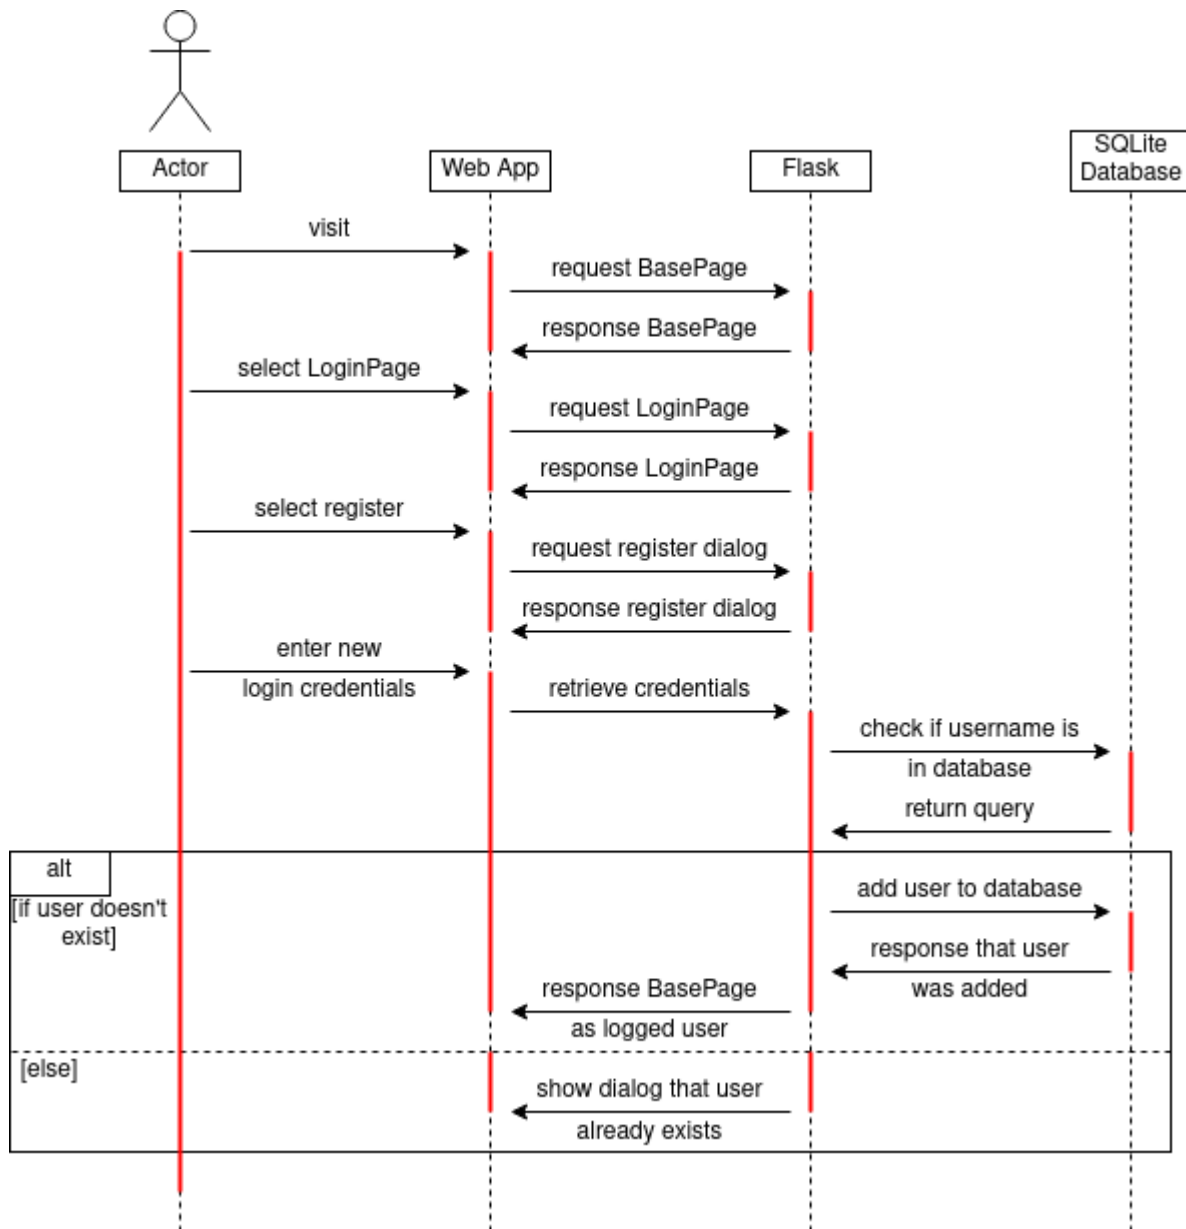 Actor
Web App
Flask
SQLite
Database
visit
request BasePage
response BasePage
select LoginPage
request LoginPage
response LoginPage
select register
request register dialog
response register dialog
enter new
login credentials
retrieve credentials
check if username is
in database
return query
alt
[if user doesn't
exist]
add user to database
response that user
was added
response BasePage
as logged user
[else]
show dialog that user
already exists